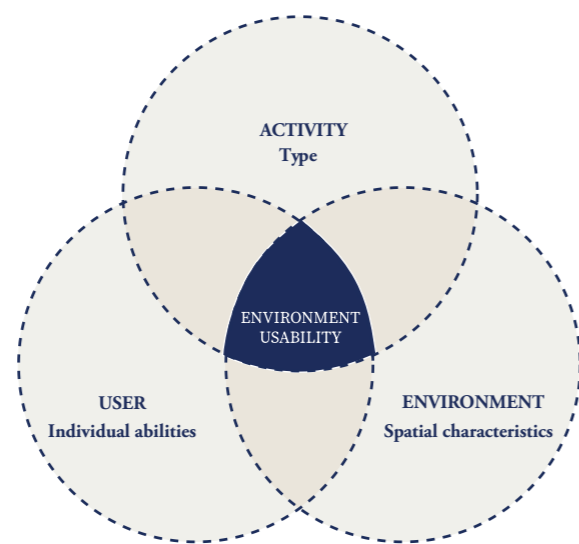 ACTIVITY
Type
ENVIRONMENT
USABILITY
USER
Individual abilities
ENVIRONMENT
Spatial characteristics